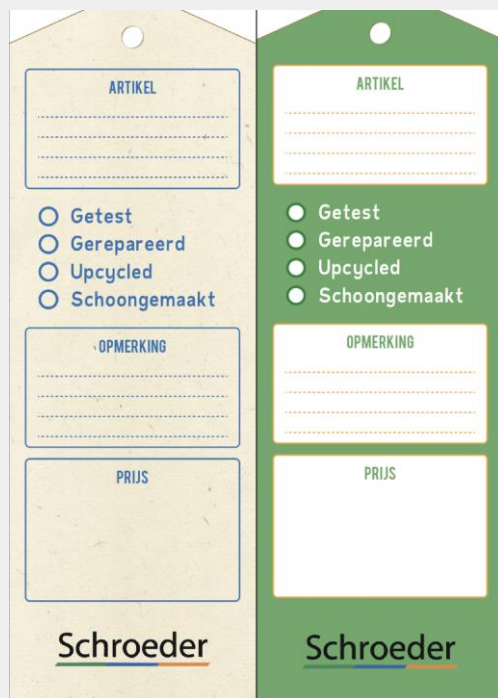 ARTIKEL
Getest
Gerepareerd
Upcycled
Schoongemaakt
OPMERKING
PRIJS
Schroeder
ARTIKEL
Getest
Gerepareerd
Upcycled
Schoongemaakt
OPMERKING
PRIJS
Schroeder